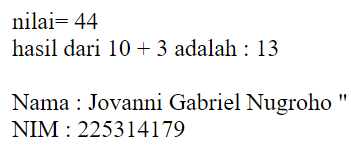 nilai= 44
hasil dari 10 + 3 adalah : 13
Nama : Jovanni Gabriel Nugroho "
NIM : 225314179